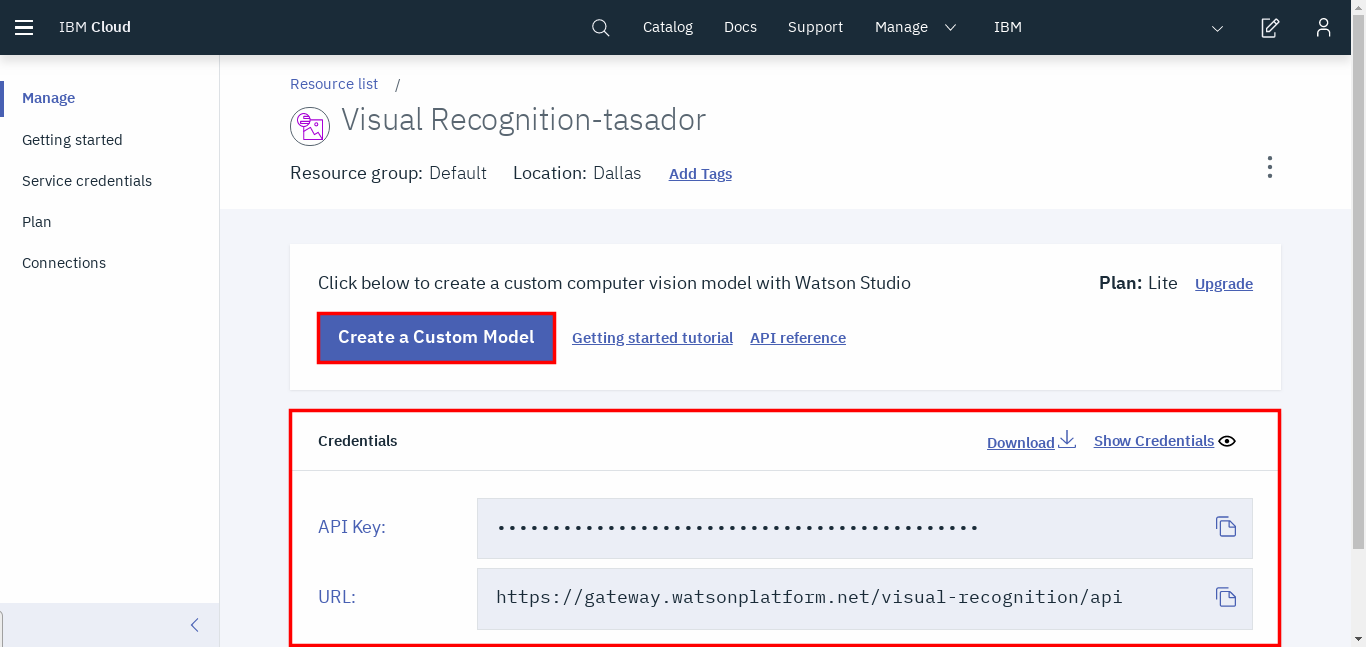 IBM Cloud
Catalog Docs Support Manage IBM
Manage
Getting started
Service credentials
Plan
Connections
Resource list /
Visual Recognition-tasador
Resource group: Default Location: Dallas Add Tags
Click below to create a custom computer vision model with Watson Studio
Plan: Lite Upgrade
Create a Custom Model Getting started tutorial API reference
Credentials Download Show Credentials
API Key: ••••••••••••••••••••••••••••••••••••••••••••
URL: https://gateway.watsonplatform.net/visual-recognition/api